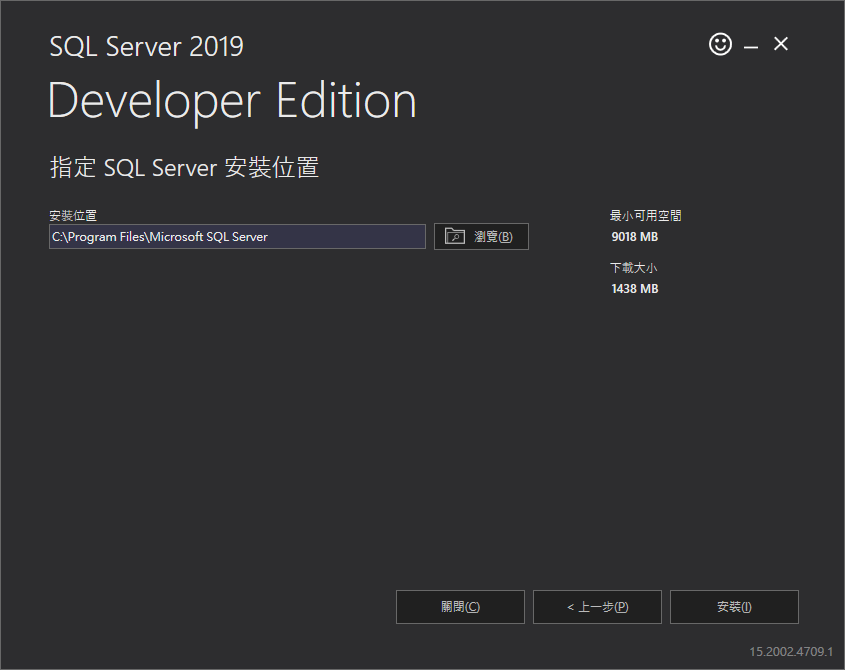 SQL Server 2019
Developer Edition
指定 SQL Server 安裝位置
安裝位置
C:\Program Files\Microsoft SQL Server
瀏覽(B)
最小可用空間
9018 MB
下載大小
1438 MB
關閉(C)
< 上一步(P)
安裝(I)
15.2002.4709.1